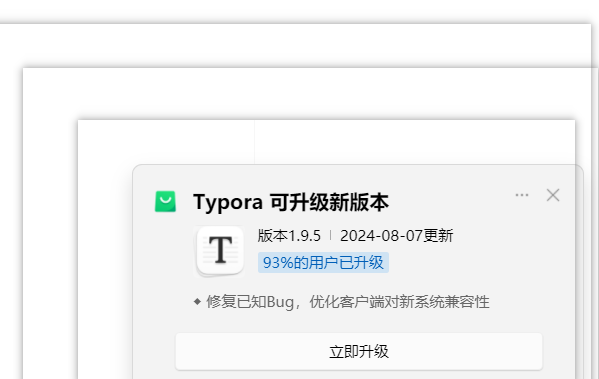 Typora 可升级新版本
T
版本1.9.5 | 2024-08-07更新
93%的用户已升级
◆ 修复已知Bug，优化客户端对新系统兼容性
立即升级